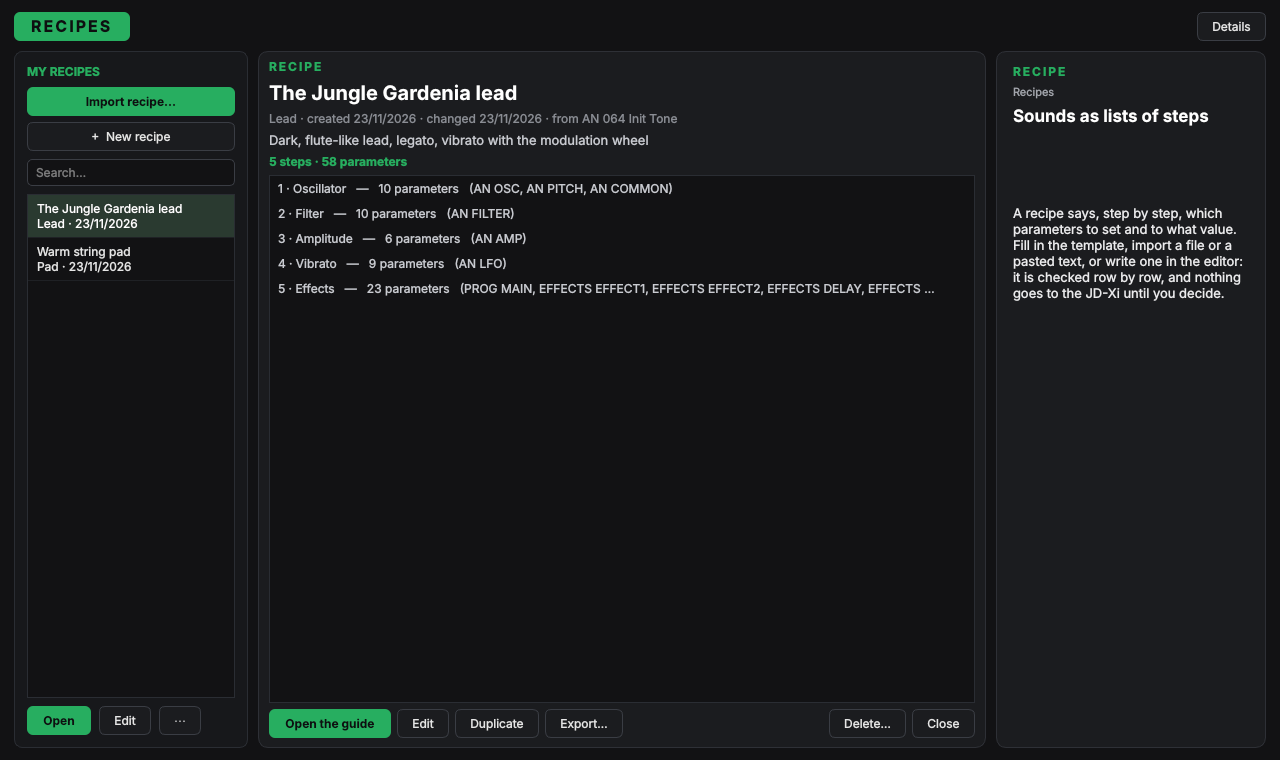 RECIPES
Details
MY RECIPES
Import recipe...
+ New recipe
Search...
The Jungle Gardenia lead
Lead · 23/11/2026
Warm string pad
Pad · 23/11/2026
Open
Edit
...
RECIPE
The Jungle Gardenia lead
Lead · created 23/11/2026 · changed 23/11/2026 · from AN 064 Init Tone
Dark, flute-like lead, legato, vibrato with the modulation wheel
5 steps · 58 parameters
1 · Oscillator — 10 parameters (AN OSC, AN PITCH, AN COMMON)
2 · Filter — 10 parameters (AN FILTER)
3 · Amplitude — 6 parameters (AN AMP)
4 · Vibrato — 9 parameters (AN LFO)
5 · Effects — 23 parameters (PROG MAIN, EFFECTS EFFECT1, EFFECTS EFFECT2, EFFECTS DELAY, EFFECTS ...
Open the guide
Edit
Duplicate
Export...
Delete...
Close
RECIPE
Recipes
Sounds as lists of steps
A recipe says, step by step, which
parameters to set and to what value.
Fill in the template, import a file or a
pasted text, or write one in the editor:
it is checked row by row, and nothing
goes to the JD-Xi until you decide.